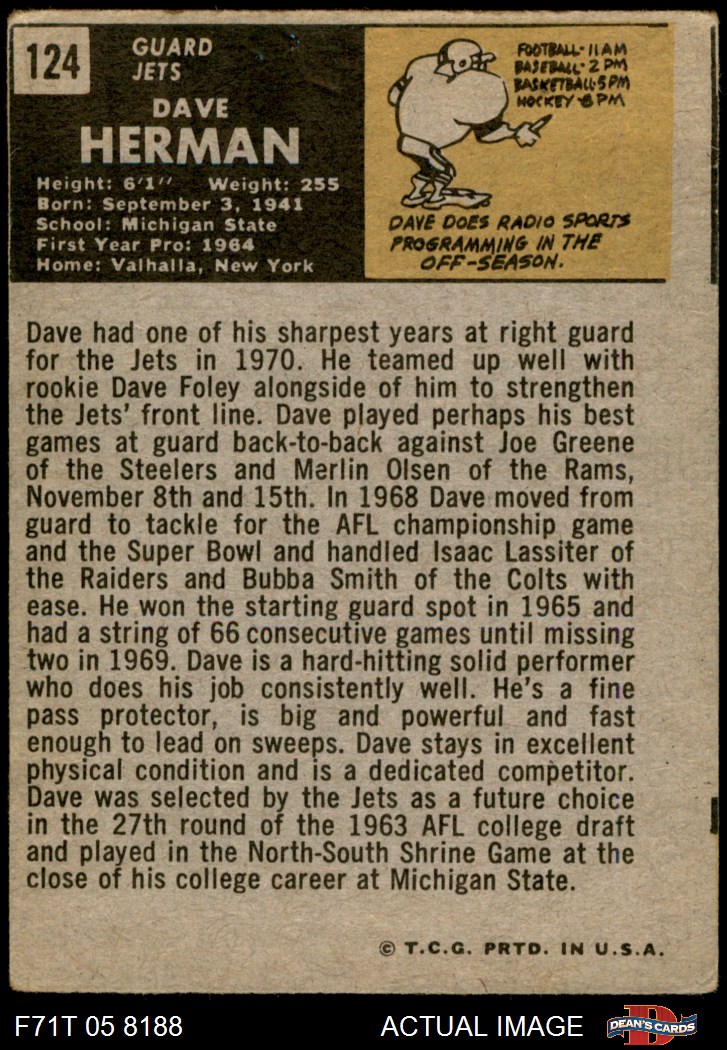 124
GUARD
JETS
DAVE
HERMAN
Height: 6'1" Weight: 255
Born: September 3, 1941
School: Michigan State
First Year Pro: 1964
Home: Valhalla, New York
FOOTBALL-11AM
BASEBALL-2 PM
BASKETBALL-5PM
HOCKEY-8PM
DAVE DOES RADIO SPORTS
PROGRAMMING IN THE
OFF-SEASON.
Dave had one of his sharpest years at right guard
for the Jets in 1970. He teamed up well with
rookie Dave Foley alongside of him to strengthen
the Jets' front line. Dave played perhaps his best
games at guard back-to-back against Joe Greene
of the Steelers and Merlin Olsen of the Rams,
November 8th and 15th. In 1968 Dave moved from
guard to tackle for the AFL championship game
and the Super Bowl and handled Isaac Lassiter of
the Raiders and Bubba Smith of the Colts with
ease. He won the starting guard spot in 1965 and
had a string of 66 consecutive games until missing
two in 1969. Dave is a hard-hitting solid performer
who does his job consistently well. He's a fine
pass protector, is big and powerful and fast
enough to lead on sweeps. Dave stays in excellent
physical condition and is a dedicated competitor.
Dave was selected by the Jets as a future choice
in the 27th round of the 1963 AFL college draft
and played in the North-South Shrine Game at the
close of his college career at Michigan State.
© T.C.G. PRTD. IN U.S.A.
F71T 05 8188 ACTUAL IMAGE
D
DEAN'S CARDS